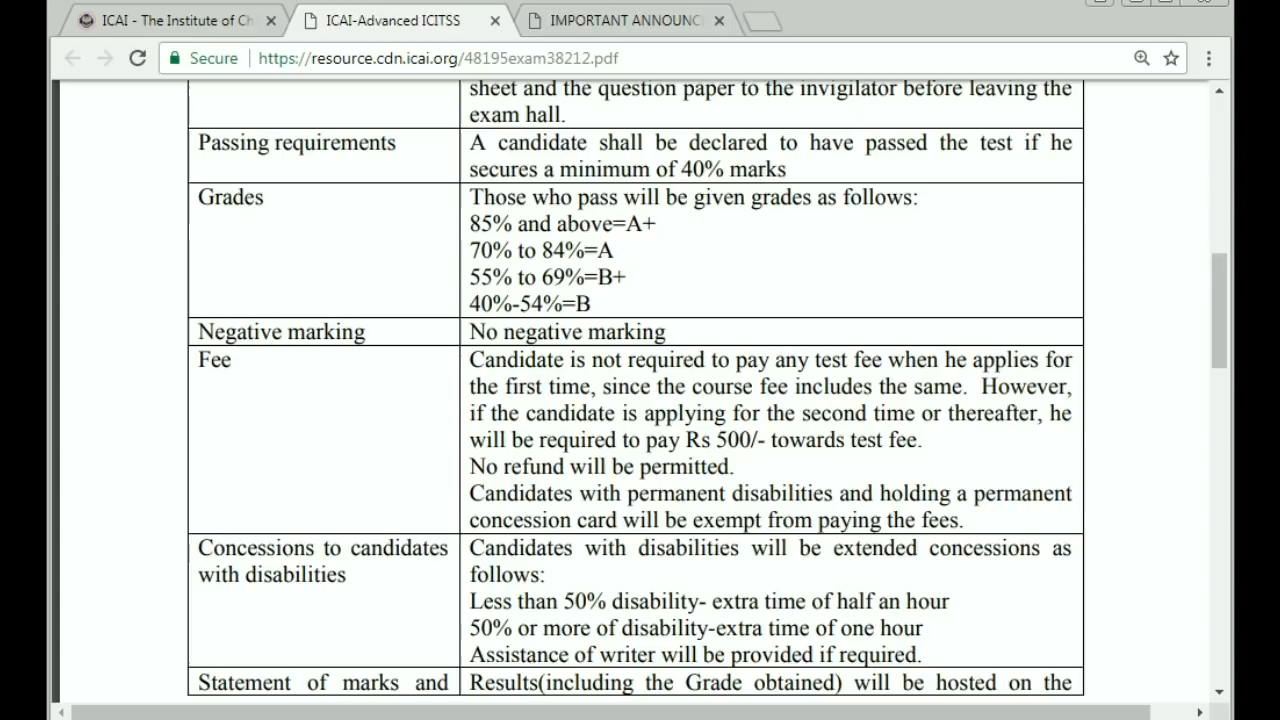 ICAI - The Institute of Ch
ICAI-Advanced ICITSS
IMPORTANT ANNOUNC
Secure
https://resource.cdn.icai.org/48195exam38212.pdf
sheet and the question paper to the invigilator before leaving the
exam hall.
Passing requirements
A candidate shall be declared to have passed the test if he
secures a minimum of 40% marks
Grades
Those who pass will be given grades as follows:
85% and above=A+
70% to 84%=A
55% to 69%=B+
40%-54%=B
Negative marking
No negative marking
Fee
Candidate is not required to pay any test fee when he applies for
the first time, since the course fee includes the same. However,
if the candidate is applying for the second time or thereafter, he
will be required to pay Rs 500/- towards test fee.
No refund will be permitted.
Candidates with permanent disabilities and holding a permanent
concession card will be exempt from paying the fees.
Concessions to candidates
with disabilities
Candidates with disabilities will be extended concessions as
follows:
Less than 50% disability- extra time of half an hour
50% or more of disability-extra time of one hour
Assistance of writer will be provided if required.
Statement of marks and
Results(including the Grade obtained) will be hosted on the